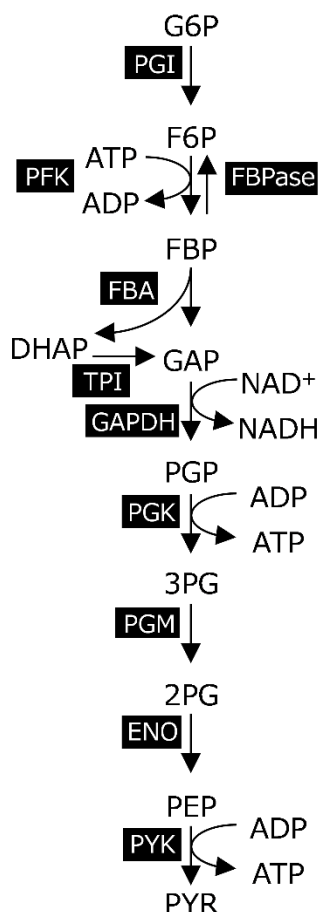 G6P
PGI
F6P
ATP
PFK
FBPase
ADP
FBP
FBA
DHAP
GAP
TPI
NAD⁺
GAPDH
NADH
PGP
ADP
PGK
ATP
3PG
PGM
2PG
ENO
PEP
ADP
PYK
ATP
PYR